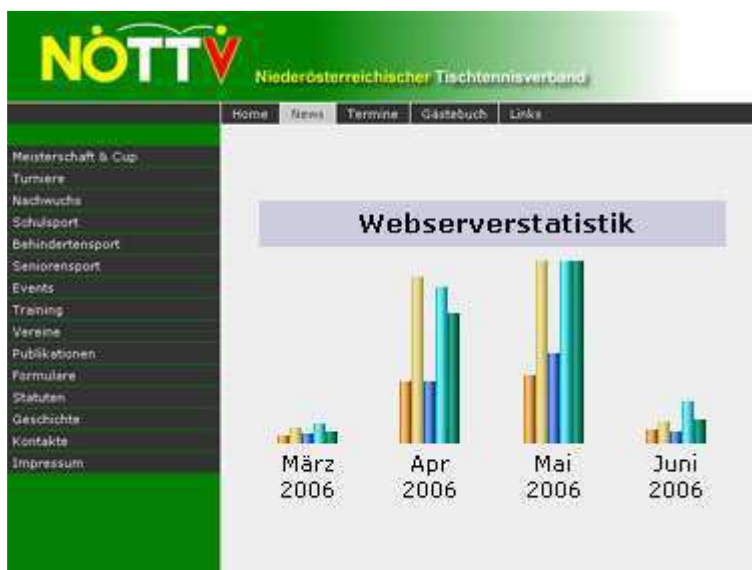 NÖTTV
Niederösterreichischer Tischtennisverband
Home News Termine Gästebuch Links
Meisterschaft & Cup
Turniere
Nachwuchs
Schulsport
Behindertensport
Seniorensport
Events
Training
Vereine
Publikationen
Formulare
Statuten
Geschichte
Kontakte
Impressum
Webserverstatistik
März Apr Mai Juni
2006 2006 2006 2006